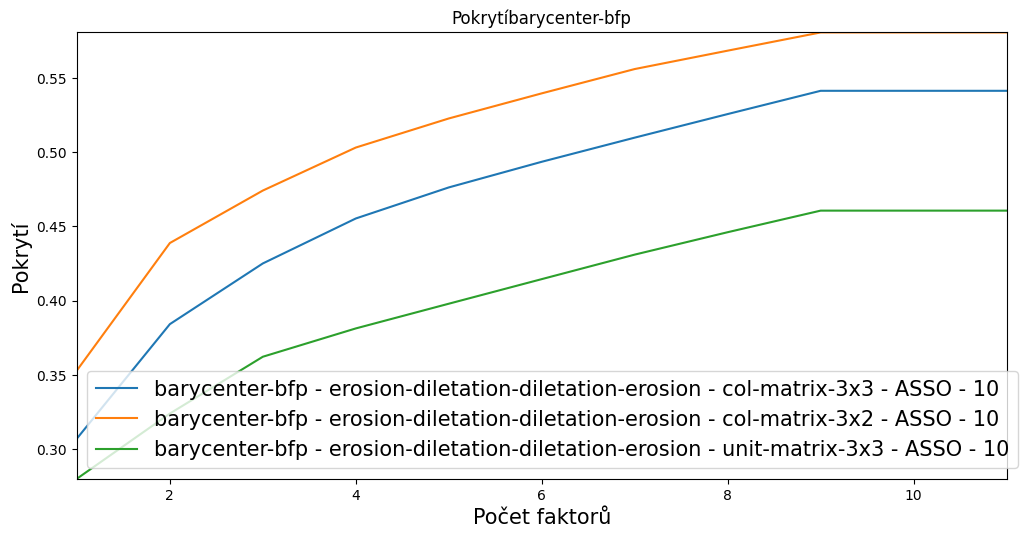 Pokrytíbarycenter-bfp
Pokrytí
0.55
0.50
0.45
0.40
0.35
0.30
barycenter-bfp - erosion-diletation-diletation-erosion - col-matrix-3x3 - ASSO - 10
barycenter-bfp - erosion-diletation-diletation-erosion - col-matrix-3x2 - ASSO - 10
barycenter-bfp - erosion-diletation-diletation-erosion - unit-matrix-3x3 - ASSO - 10
2 4 6 8 10
Počet faktorů